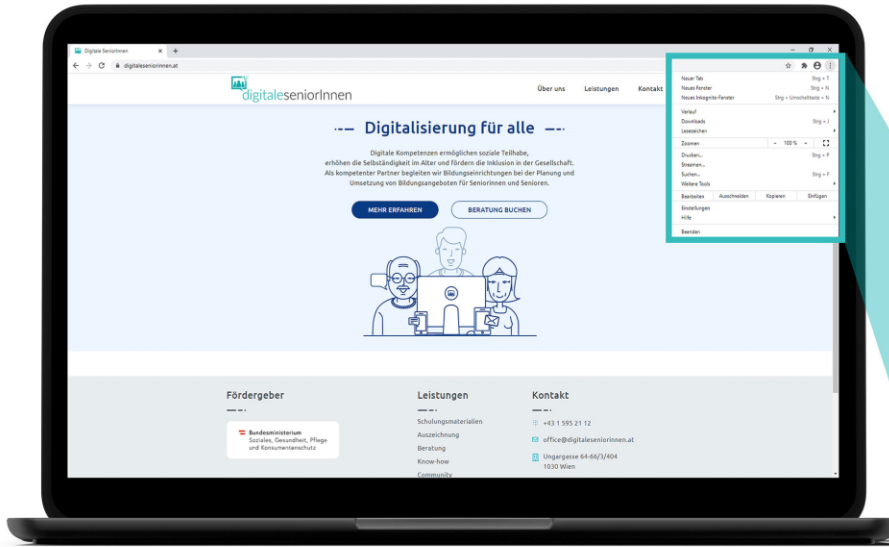 Digitale SeniorInnen
digitaleseniorinnen.at
digitaleseniorInnen
Über uns
Leistungen
Kontakt
Digitalisierung für alle
Digitale Kompetenzen ermöglichen soziale Teilhabe,
erhöhen die Selbständigkeit im Alter und fördern die Inklusion in der Gesellschaft.
Als kompetenter Partner begleiten wir Bildungseinrichtungen bei der Planung und
Umsetzung von Bildungsangeboten für Seniorinnen und Senioren.
MEHR ERFAHREN
BERATUNG BUCHEN
Neuer Tab Strg + T
Neues Fenster Strg + N
Neues Inkognito-Fenster Strg + Umschalttaste + N
Verlauf
Downloads Strg + J
Lesezeichen
Zoomen - 100 % +
Drucken... Strg + P
Streamen...
Suchen... Strg + F
Weitere Tools
Bearbeiten Ausschneiden Kopieren Einfügen
Einstellungen
Hilfe
Beenden
Fördergeber
Bundesministerium
Soziales, Gesundheit, Pflege
und Konsumentenschutz
Leistungen
Schulungsmaterialien
Auszeichnung
Beratung
Know-how
Community
Kontakt
+43 1 595 21 12
office@digitaleseniorinnen.at
Ungargasse 64-66/3/404
1030 Wien